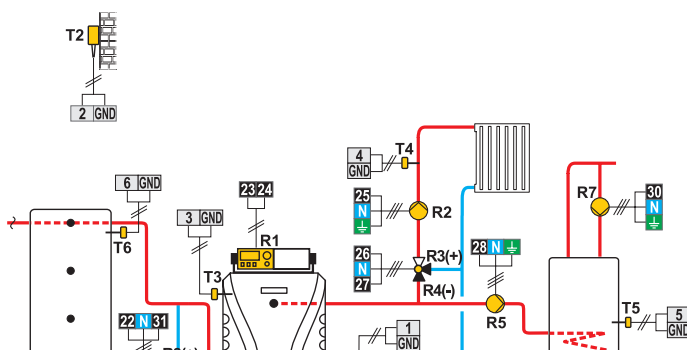 T2
2 GND
4
GND
T4
6 GND
23 24
25
N
R2
R7
30
N
3 GND
R1
T6
26
N
27
R3(+)
28 N
T3
R4(-)
R5
T5
5
GND
22 N 31
1
GND